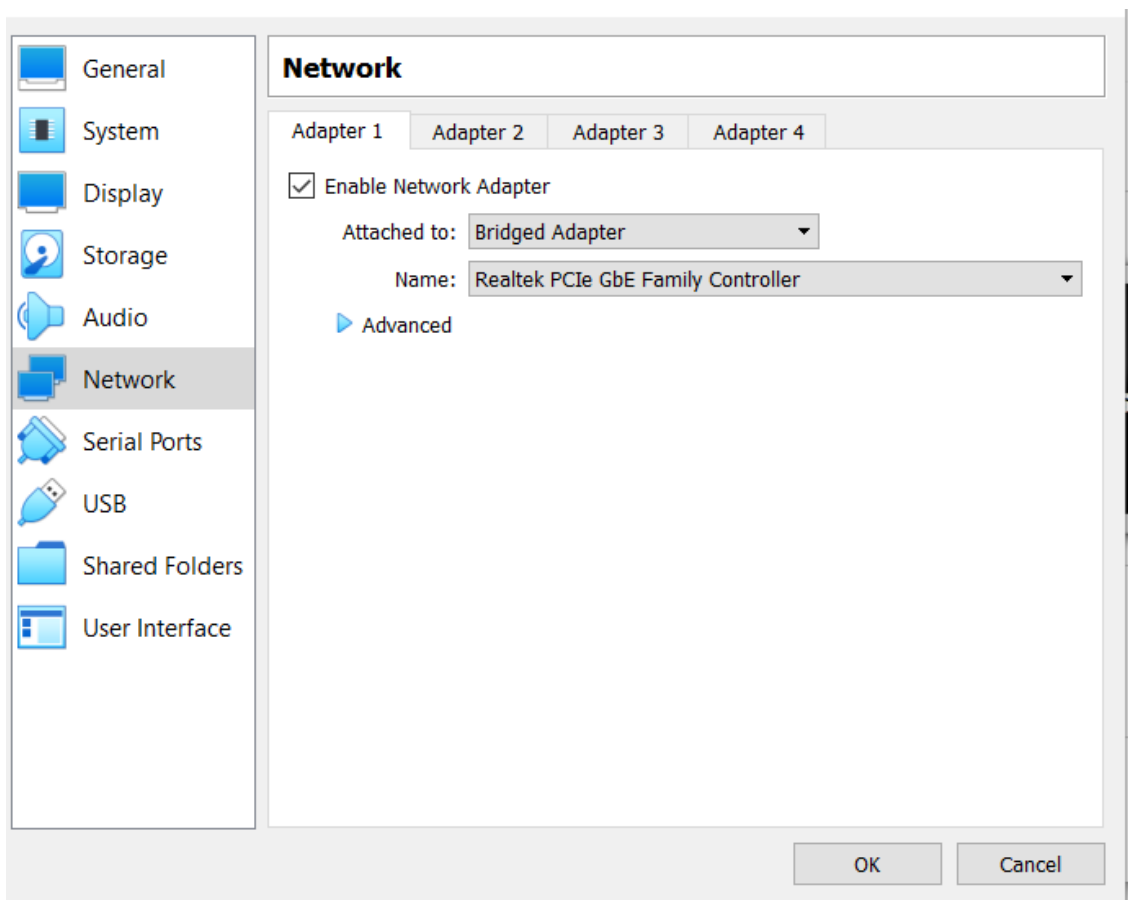 General
System
Display
Storage
Audio
Network
Serial Ports
USB
Shared Folders
User Interface
Network
Adapter 1 Adapter 2 Adapter 3 Adapter 4
Enable Network Adapter
Attached to: Bridged Adapter
Name: Realtek PCIe GbE Family Controller
Advanced
OK Cancel